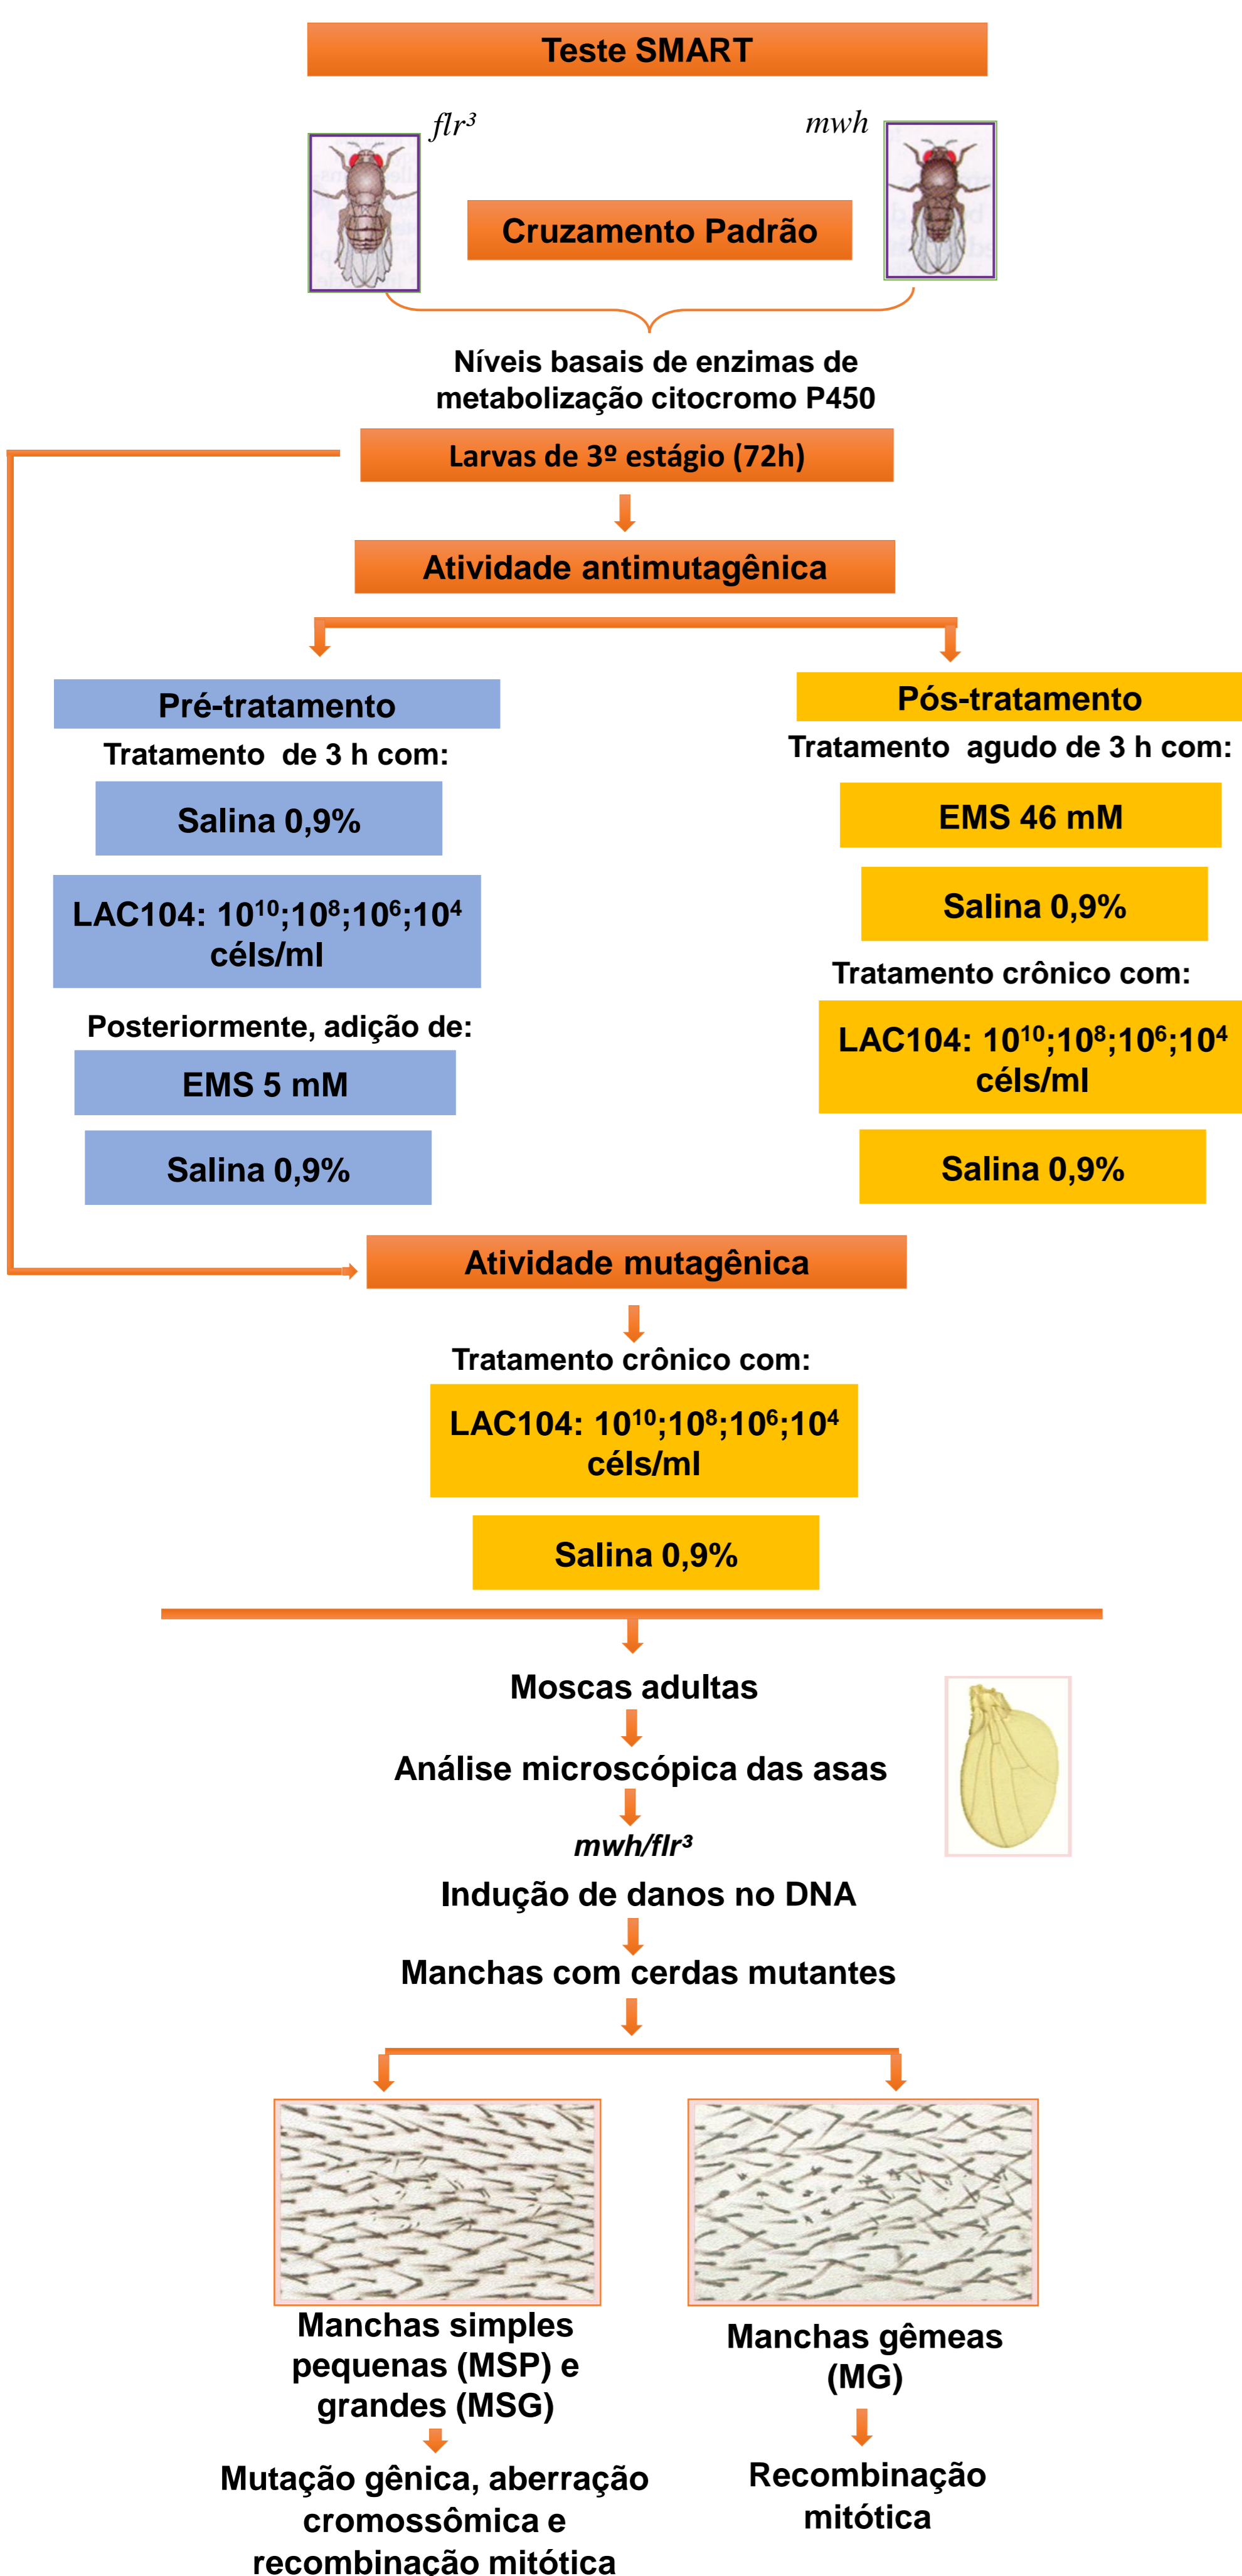 Teste SMART
flr³
mwh
Cruzamento Padrão
Níveis basais de enzimas de
metabolização citocromo P450
Larvas de 3º estágio (72h)
Atividade antimutagênica
Pré-tratamento
Tratamento de 3 h com:
Salina 0,9%
LAC104: 10¹⁰;10⁸;10⁶;10⁴
céls/ml
Posteriormente, adição de:
EMS 5 mM
Salina 0,9%
Pós-tratamento
Tratamento agudo de 3 h com:
EMS 46 mM
Salina 0,9%
Tratamento crônico com:
LAC104: 10¹⁰;10⁸;10⁶;10⁴
céls/ml
Salina 0,9%
Atividade mutagênica
Tratamento crônico com:
LAC104: 10¹⁰;10⁸;10⁶;10⁴
céls/ml
Salina 0,9%
Moscas adultas
Análise microscópica das asas
mwh/flr³
Indução de danos no DNA
Manchas com cerdas mutantes
Manchas simples
pequenas (MSP) e
grandes (MSG)
Mutação gênica, aberração
cromossômica e
recombinação mitótica
Manchas gêmeas
(MG)
Recombinação
mitótica